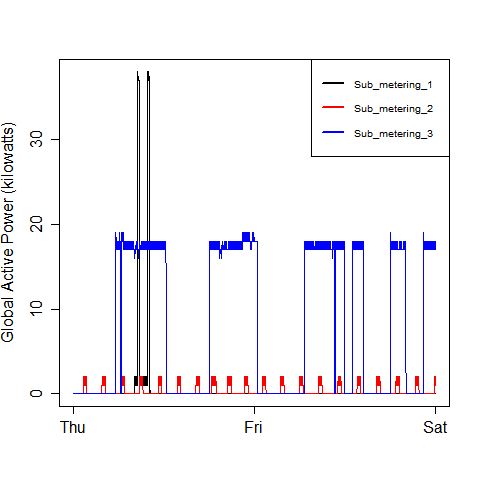 Sub_metering_1
Sub_metering_2
Sub_metering_3
Global Active Power (kilowatts)
30
20
10
0
Thu Fri Sat